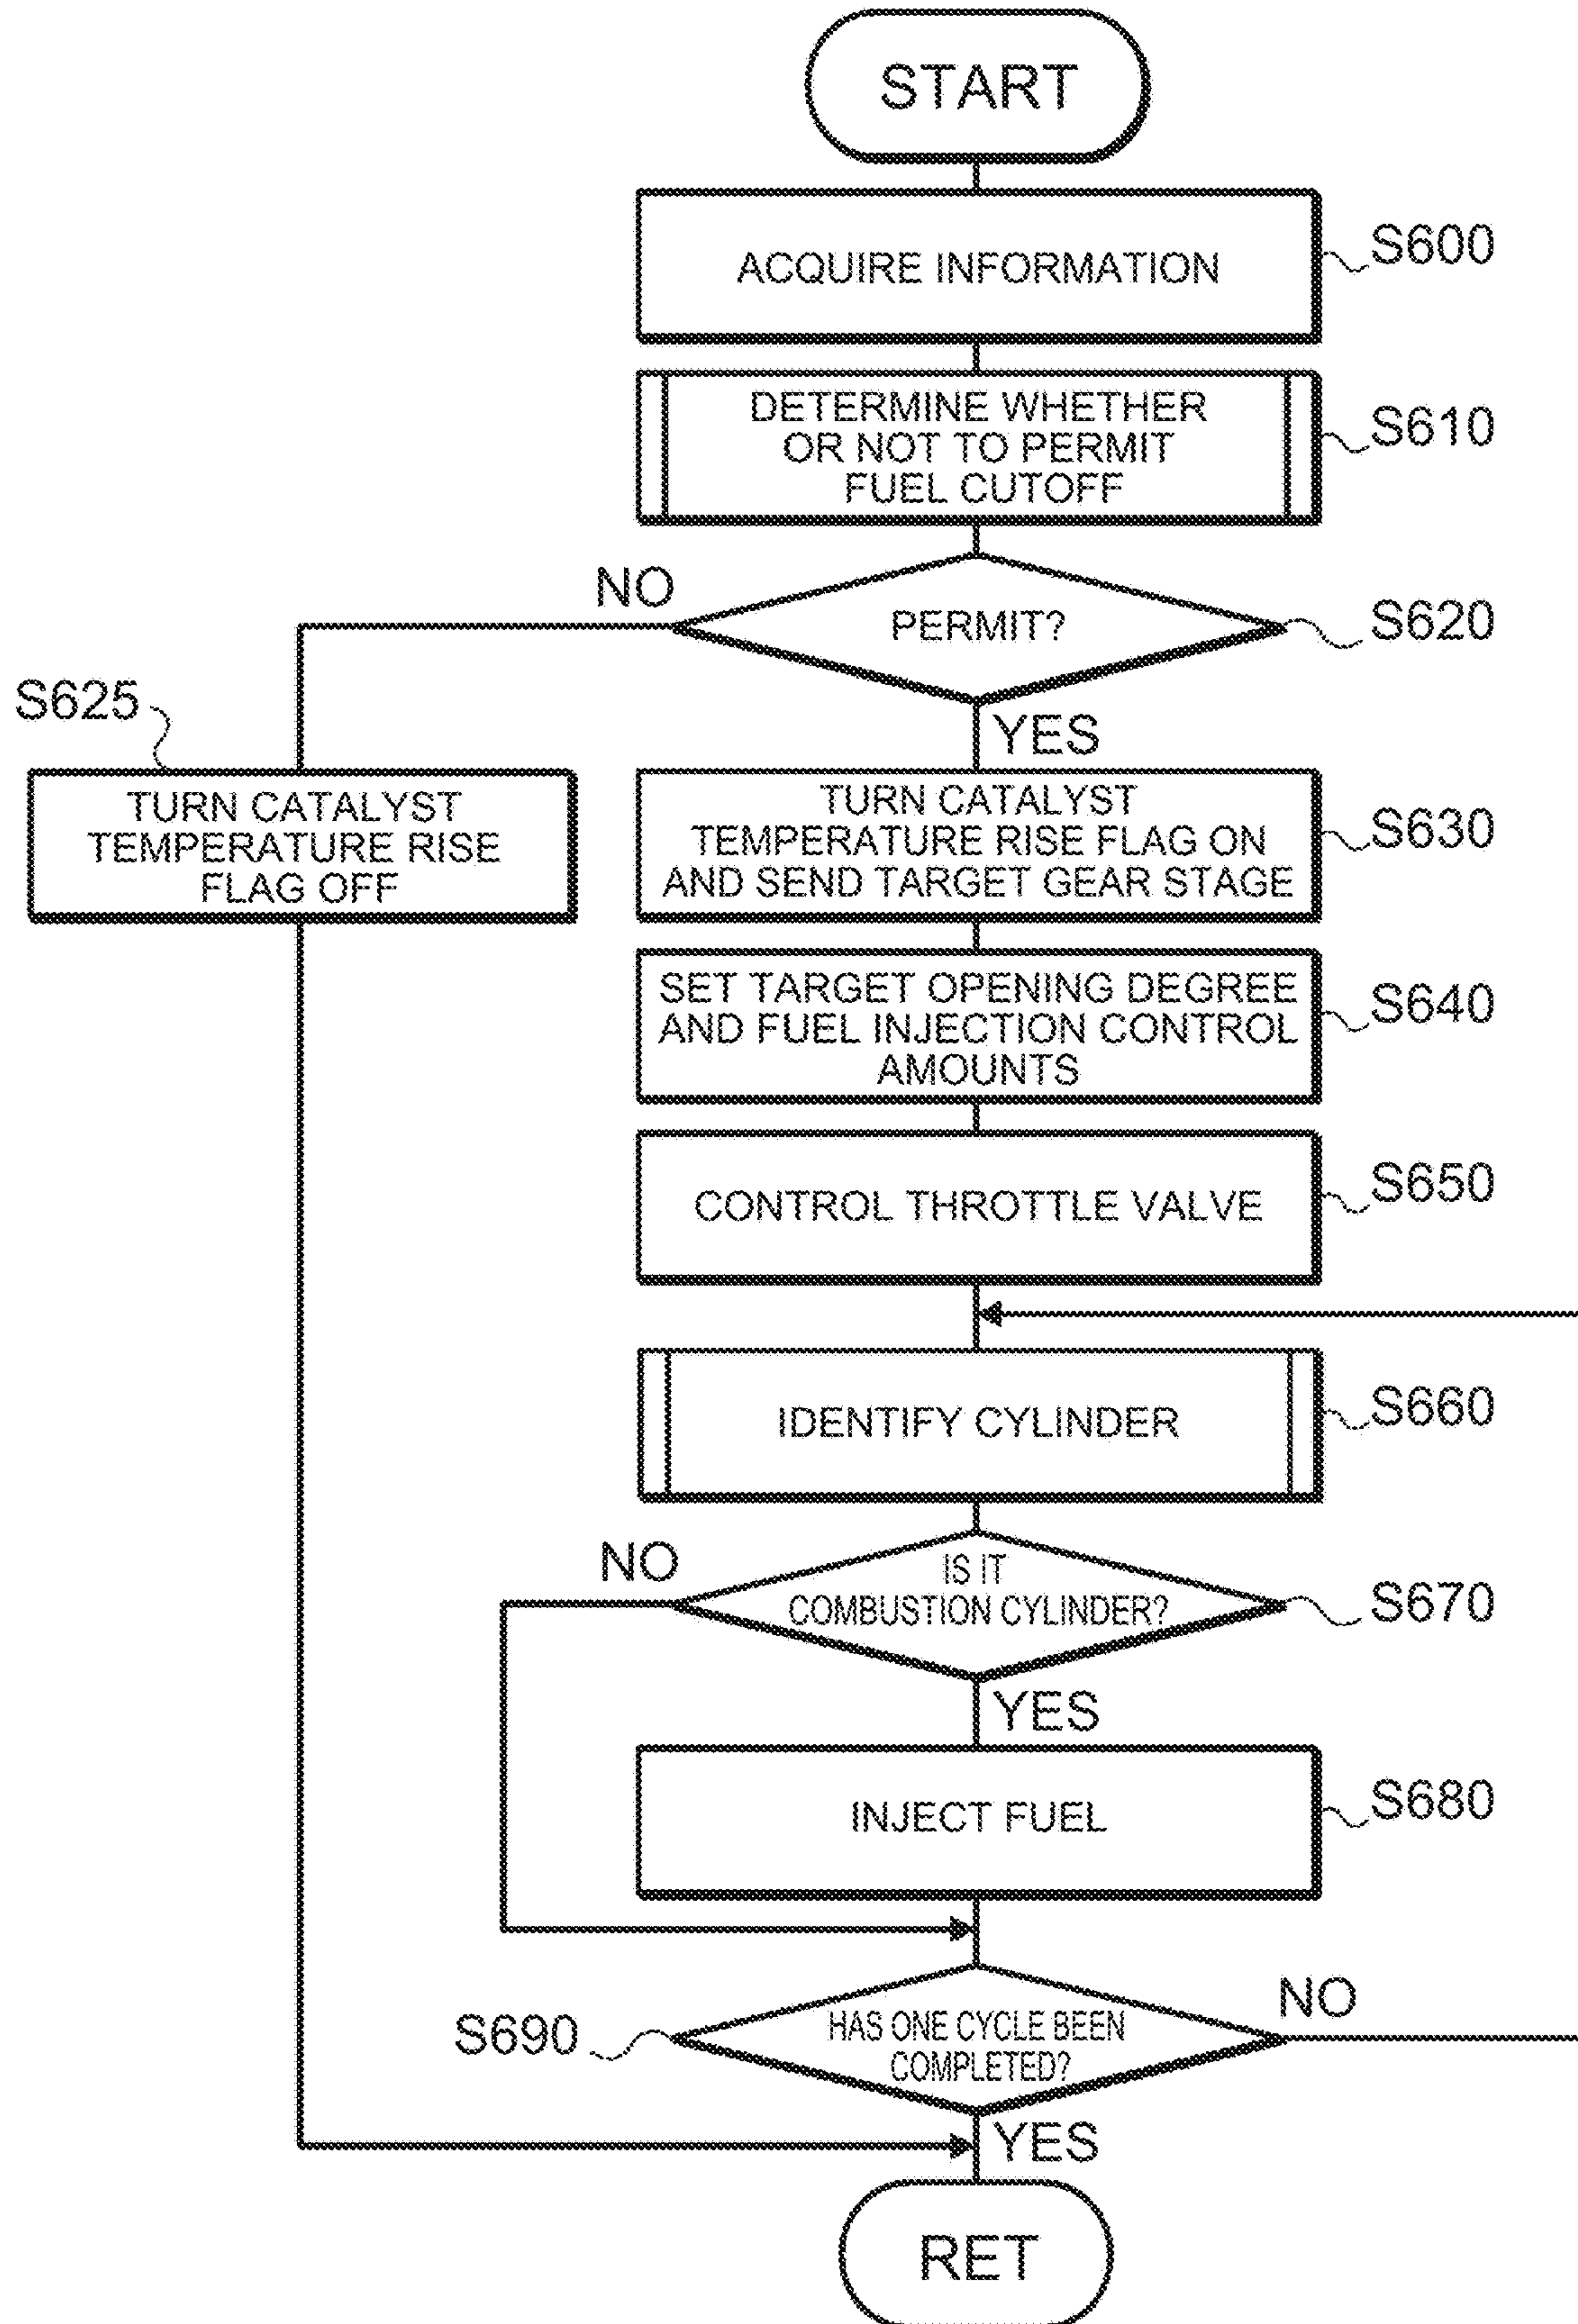 START
ACQUIRE INFORMATION
S600
DETERMINE WHETHER
OR NOT TO PERMIT
FUEL CUTOFF
S610
NO
PERMIT?
S620
YES
S625
TURN CATALYST
TEMPERATURE RISE
FLAG OFF
TURN CATALYST
TEMPERATURE RISE FLAG ON
AND SEND TARGET GEAR STAGE
S630
SET TARGET OPENING DEGREE
AND FUEL INJECTION CONTROL
AMOUNTS
S640
CONTROL THROTTLE VALVE
S650
IDENTIFY CYLINDER
S660
NO
IS IT
COMBUSTION CYLINDER?
S670
YES
INJECT FUEL
S680
S690
HAS ONE CYCLE BEEN
COMPLETED?
NO
YES
RET